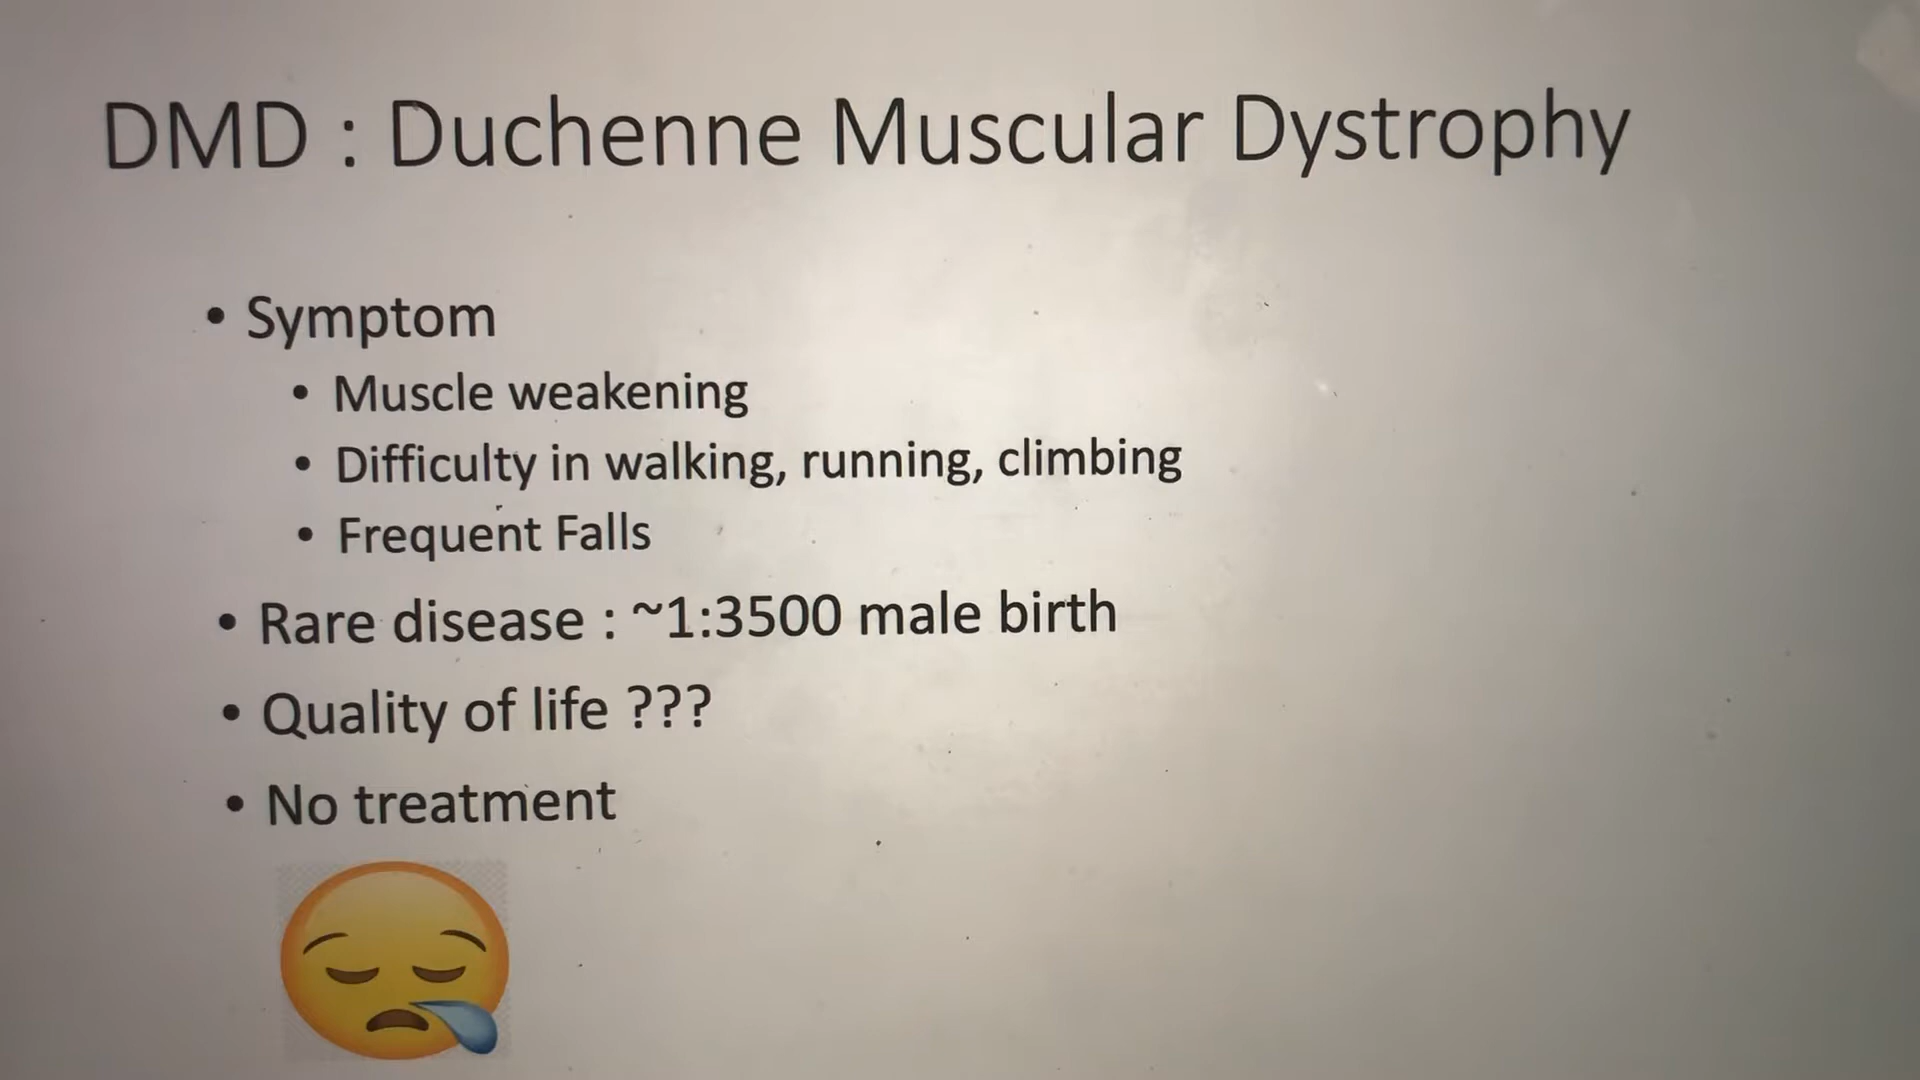 DMD : Duchenne Muscular Dystrophy
• Symptom
• Muscle weakening
• Difficulty in walking, running, climbing
• Frequent Falls
• Rare disease : ~1:3500 male birth
• Quality of life ???
• No treatment